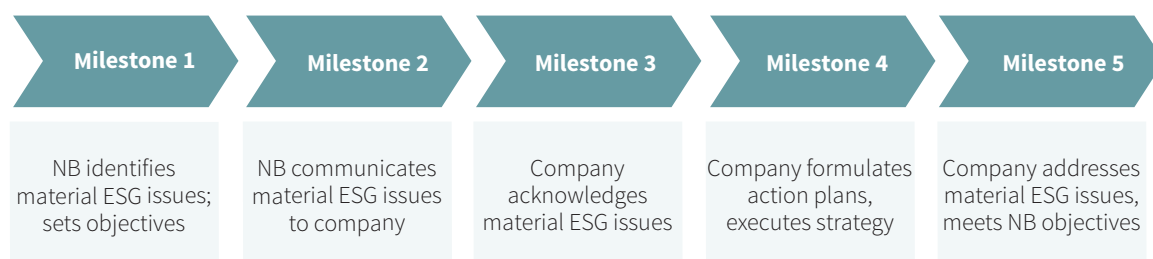 Milestone 1
Milestone 2
Milestone 3
Milestone 4
Milestone 5
NB identifies
material ESG issues;
sets objectives
NB communicates
material ESG issues
to company
Company
acknowledges
material ESG issues
Company formulates
action plans,
executes strategy
Company addresses
material ESG issues,
meets NB objectives